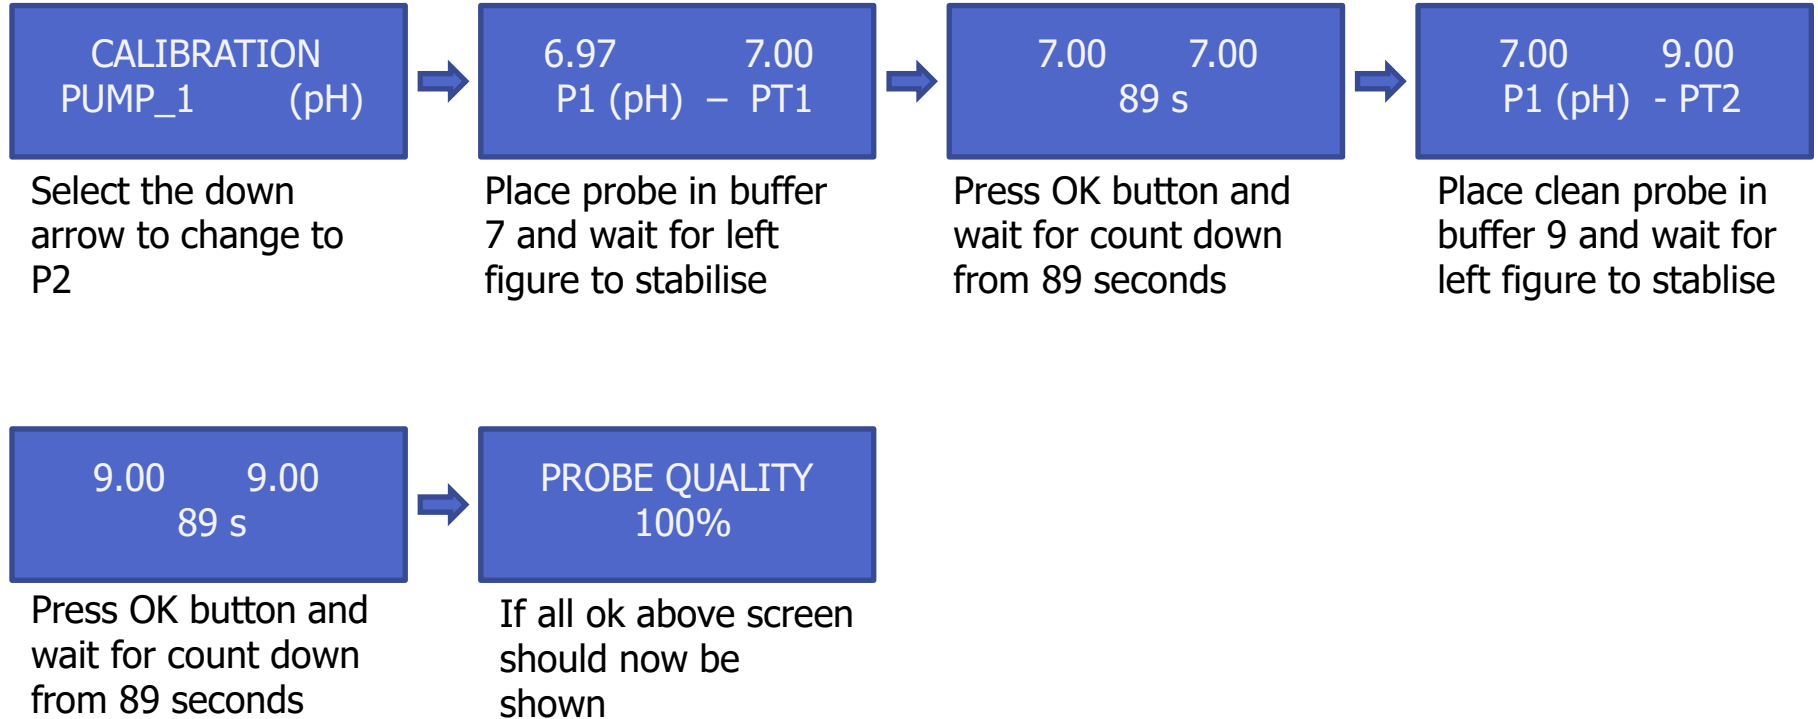 CALIBRATION
PUMP_1 (pH)
Select the down
arrow to change to
P2
6.97 7.00
P1 (pH) – PT1
Place probe in buffer
7 and wait for left
figure to stabilise
7.00 7.00
89 s
Press OK button and
wait for count down
from 89 seconds
7.00 9.00
P1 (pH) - PT2
Place clean probe in
buffer 9 and wait for
left figure to stablise
9.00 9.00
89 s
Press OK button and
wait for count down
from 89 seconds
PROBE QUALITY
100%
If all ok above screen
should now be
shown